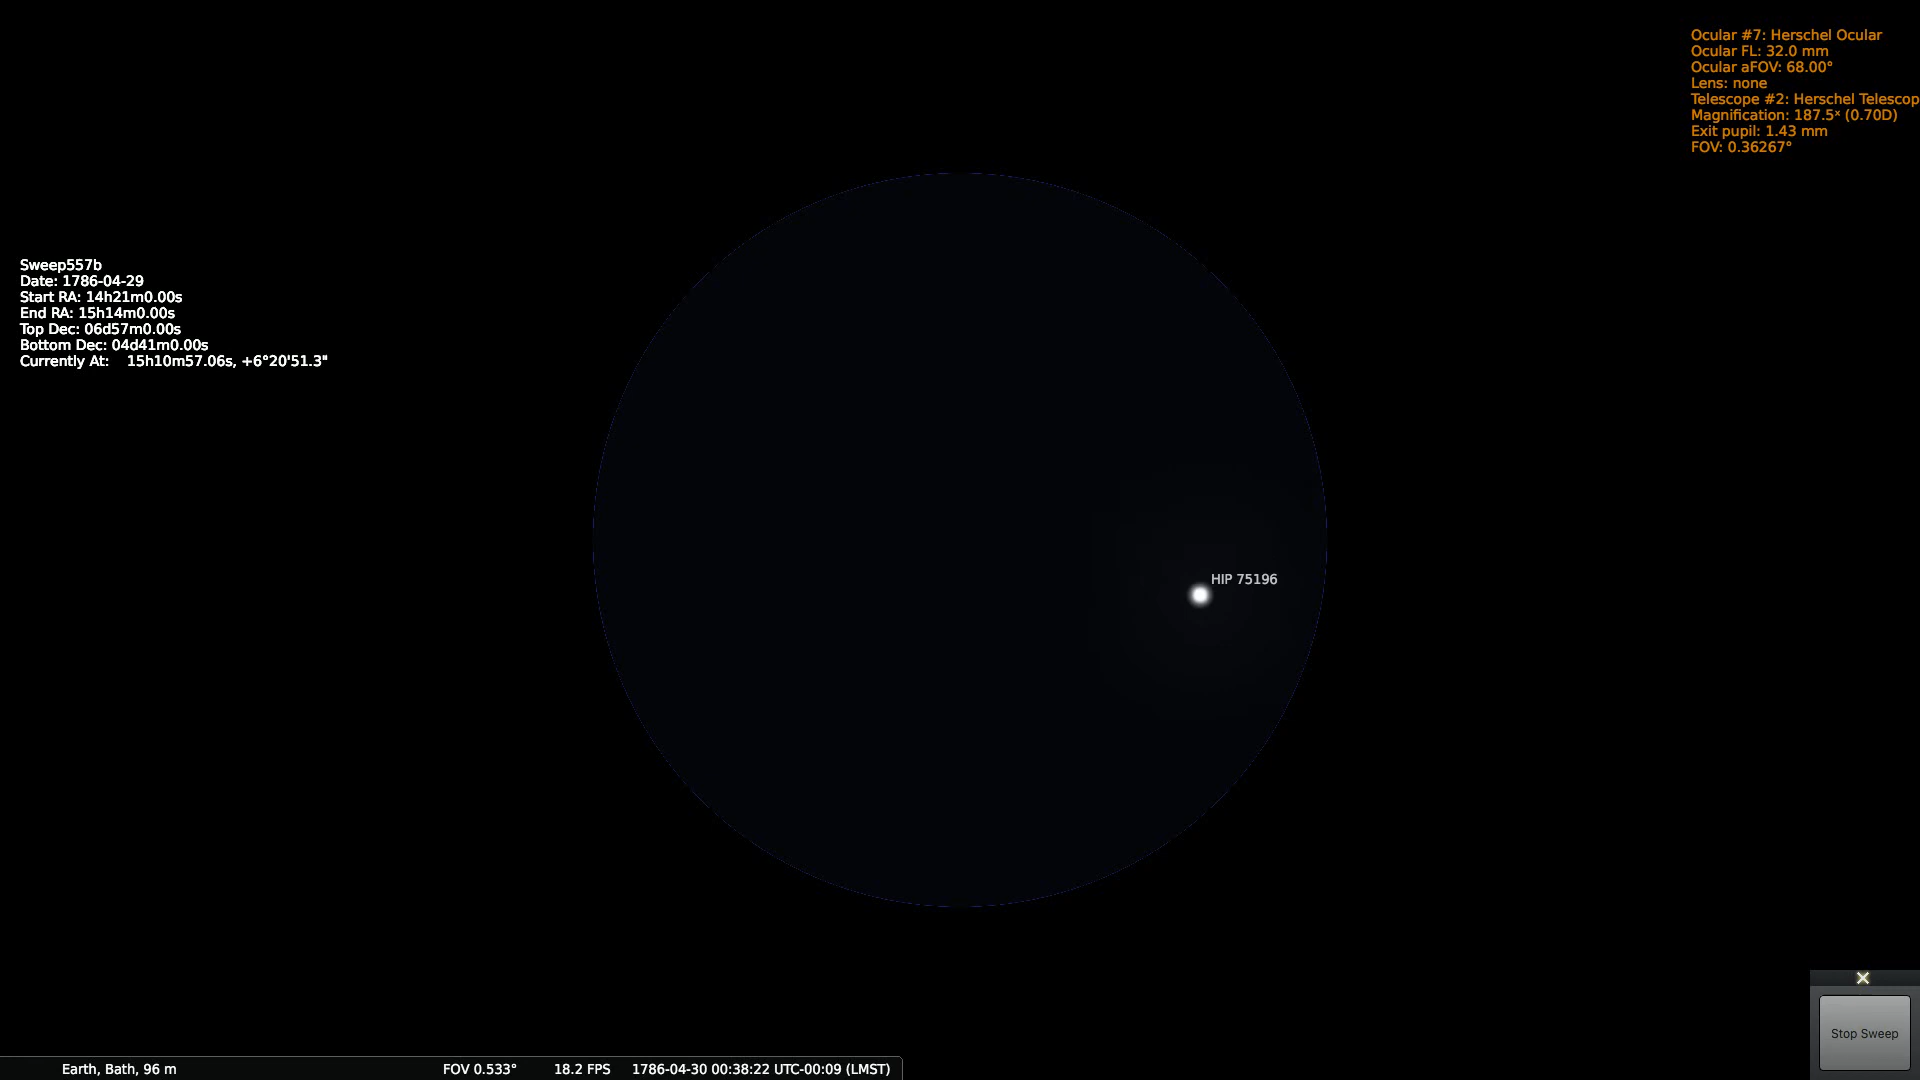 Ocular #7: Herschel Ocular
Ocular FL: 32.0 mm
Ocular aFOV: 68.00°
Lens: none
Telescope #2: Herschel Telescop
Magnification: 187.5ˣ (0.70D)
Exit pupil: 1.43 mm
FOV: 0.36267°
Sweep557b
Date: 1786-04-29
Start RA: 14h21m0.00s
End RA: 15h14m0.00s
Top Dec: 06d57m0.00s
Bottom Dec: 04d41m0.00s
Currently At: 15h10m57.06s, +6°20'51.3"
HIP 75196
Stop Sweep
Earth, Bath, 96 m FOV 0.533° 18.2 FPS 1786-04-30 00:38:22 UTC-00:09 (LMST)